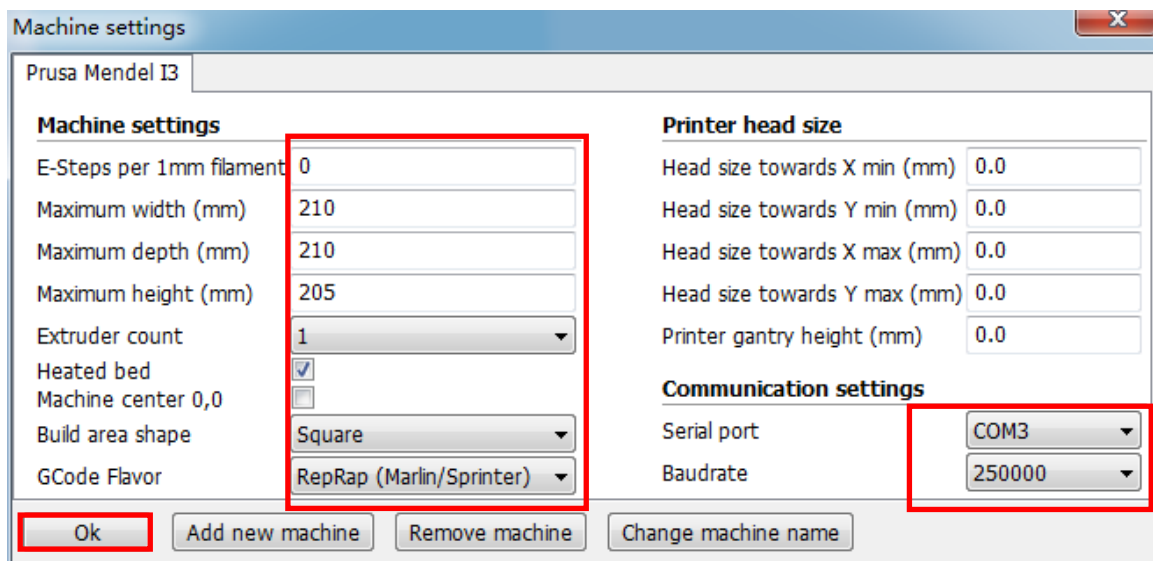 Machine settings
x
Prusa Mendel I3
Machine settings
E-Steps per 1mm filament 0
Maximum width (mm) 210
Maximum depth (mm) 210
Maximum height (mm) 205
Extruder count 1
Heated bed
Machine center 0,0
Build area shape Square
GCode Flavor RepRap (Marlin/Sprinter)
Printer head size
Head size towards X min (mm) 0.0
Head size towards Y min (mm) 0.0
Head size towards X max (mm) 0.0
Head size towards Y max (mm) 0.0
Printer gantry height (mm) 0.0
Communication settings
Serial port COM3
Baudrate 250000
Ok Add new machine Remove machine Change machine name